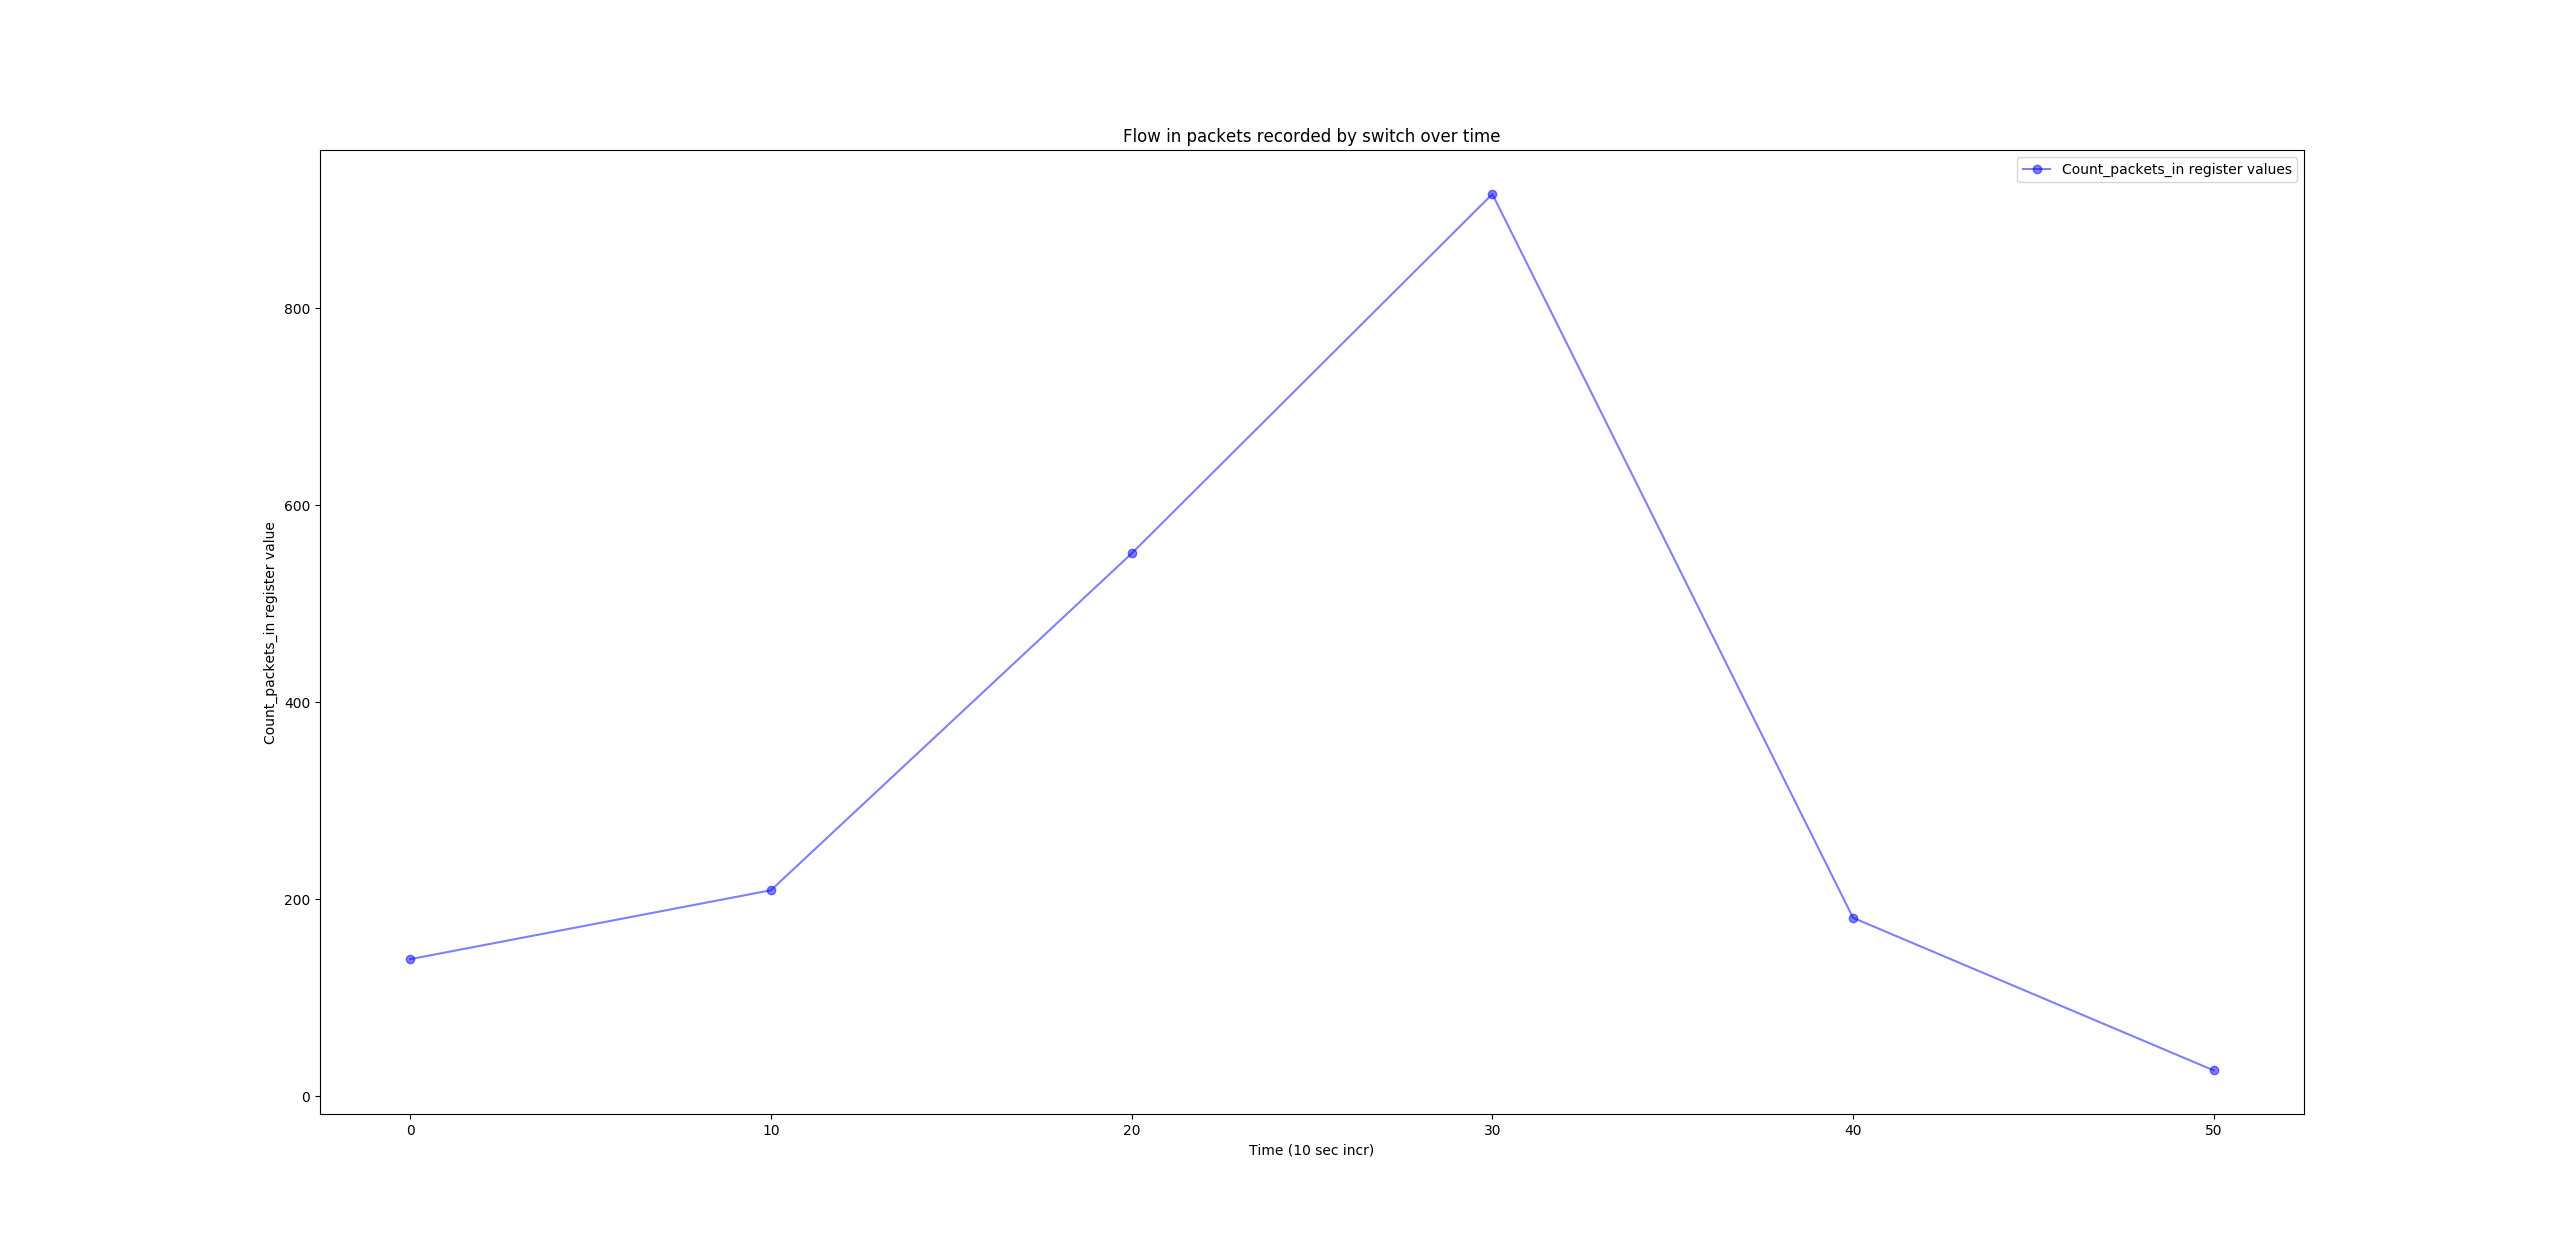 Flow in packets recorded by switch over time
Count_packets_in register values
Count_packets_in register value
800
600
400
200
0
0 10 20 30 40 50
Time (10 sec incr)